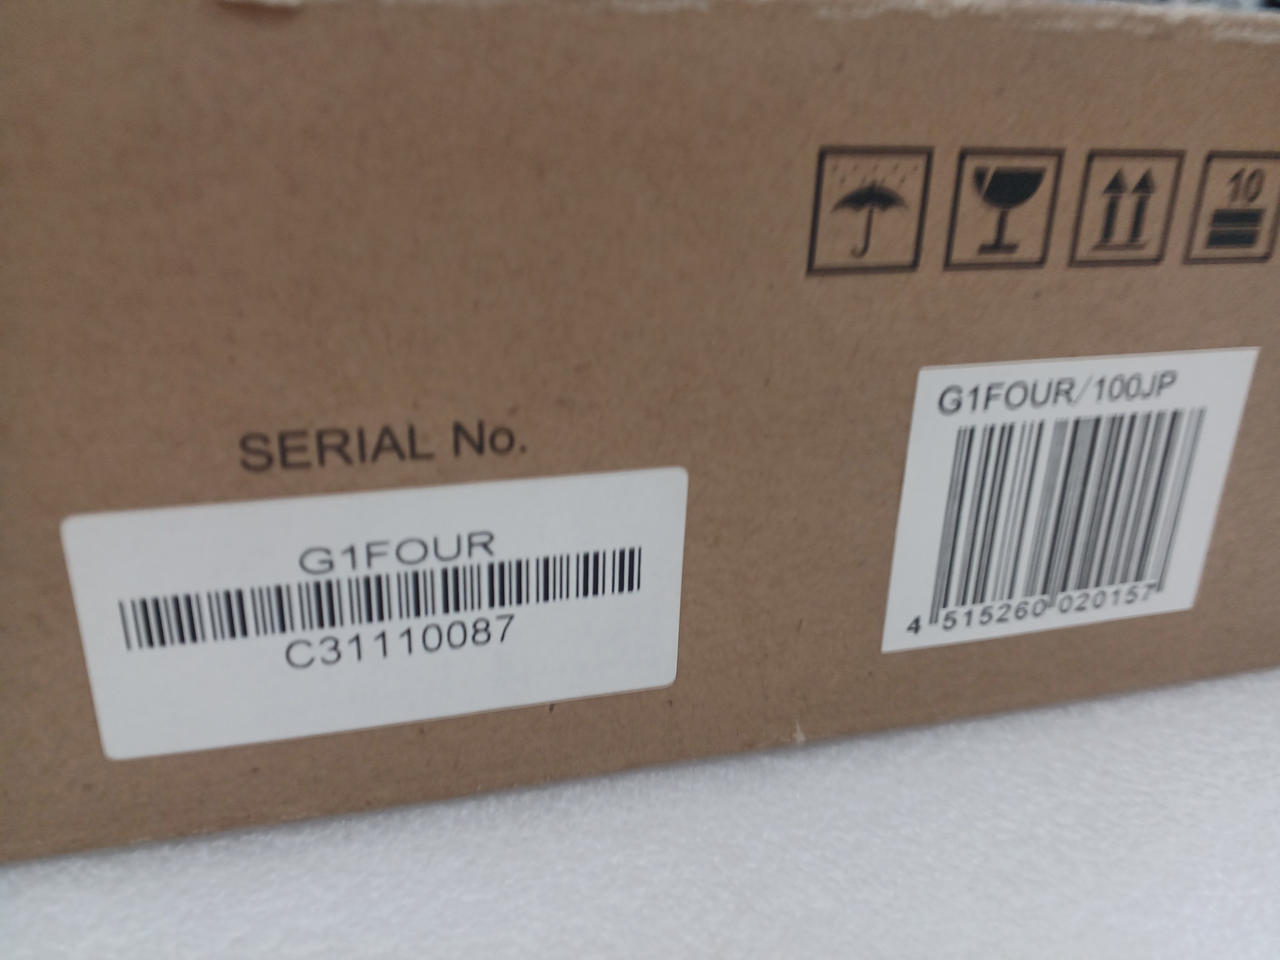 10
G1FOUR/100JP
4 515260 020157
SERIAL No.
G1FOUR
C31110087